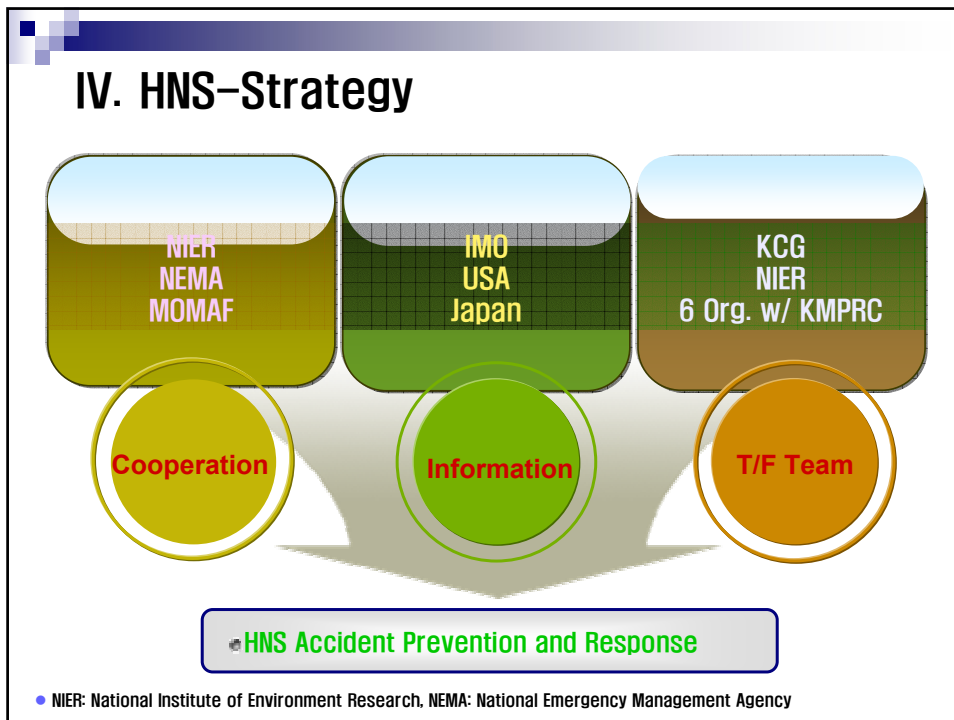 IV. HNS-Strategy
NIER
NEMA
MOMAF
IMO
USA
Japan
KCG
NIER
6 Org. w/ KMPRC
Cooperation
Information
T/F Team
HNS Accident Prevention and Response
NIER: National Institute of Environment Research, NEMA: National Emergency Management Agency